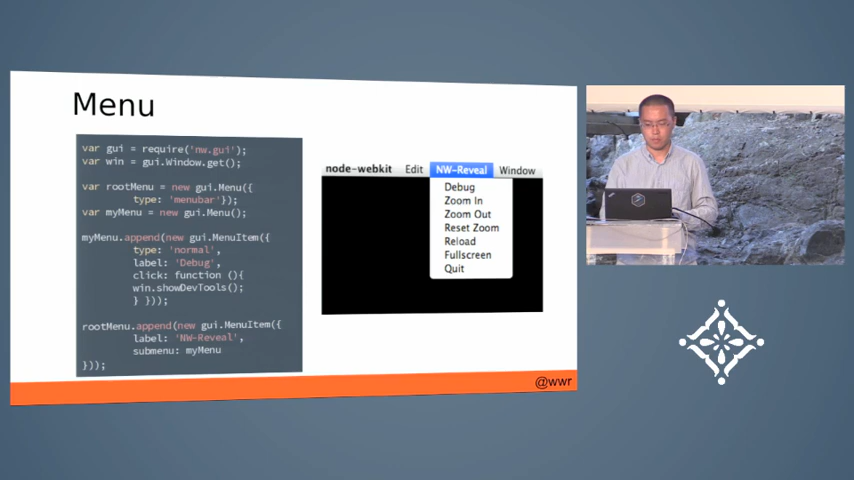 Menu
var gui = require('nw.gui');
var win = gui.Window.get();
var rootMenu = new gui.Menu({
type: 'menubar'});
var myMenu = new gui.Menu();
myMenu.append(new gui.MenuItem({
type: 'normal',
label: 'Debug',
click: function (){
win.showDevTools();
} }));
rootMenu.append(new gui.MenuItem({
label: 'NW-Reveal',
submenu: myMenu
}));
node-webkit Edit NW-Reveal Window
Debug
Zoom In
Zoom Out
Reset Zoom
Reload
Fullscreen
Quit
@wwr